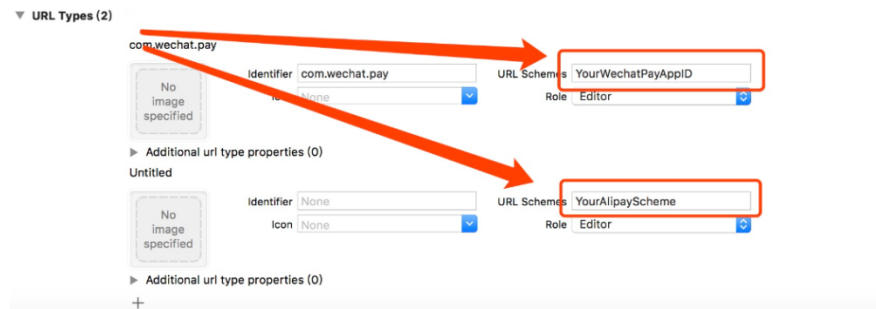 URL Types (2)
com.wechat.pay
No
image
specified
Identifier com.wechat.pay
URL Schemes YourWechatPayAppID
Icon None
Role Editor
Additional url type properties (0)
Untitled
No
image
specified
Identifier None
URL Schemes YourAlipayScheme
Icon None
Role Editor
Additional url type properties (0)